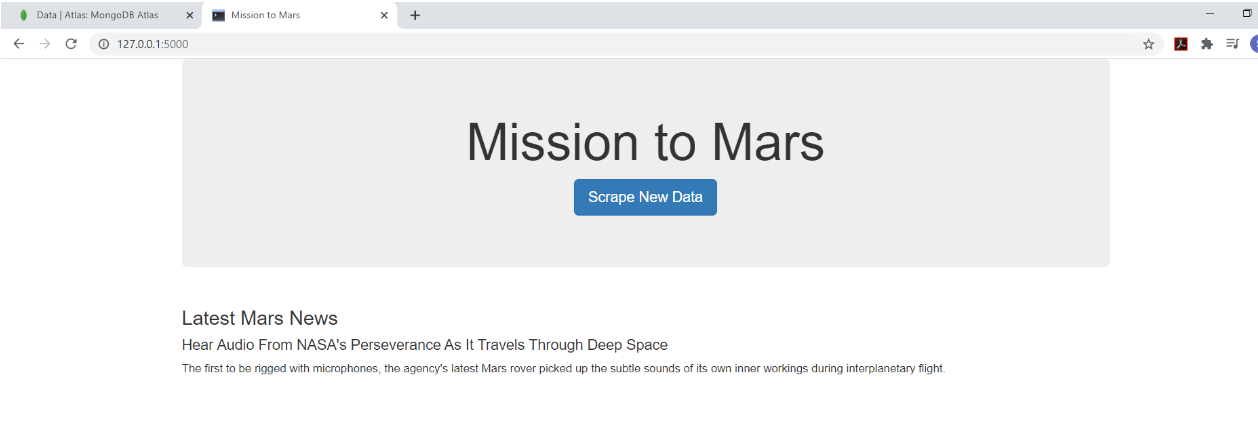 Data | Atlas: MongoDB Atlas
Mission to Mars
127.0.0.1:5000
Mission to Mars
Scrape New Data
Latest Mars News
Hear Audio From NASA's Perseverance As It Travels Through Deep Space
The first to be rigged with microphones, the agency's latest Mars rover picked up the subtle sounds of its own inner workings during interplanetary flight.